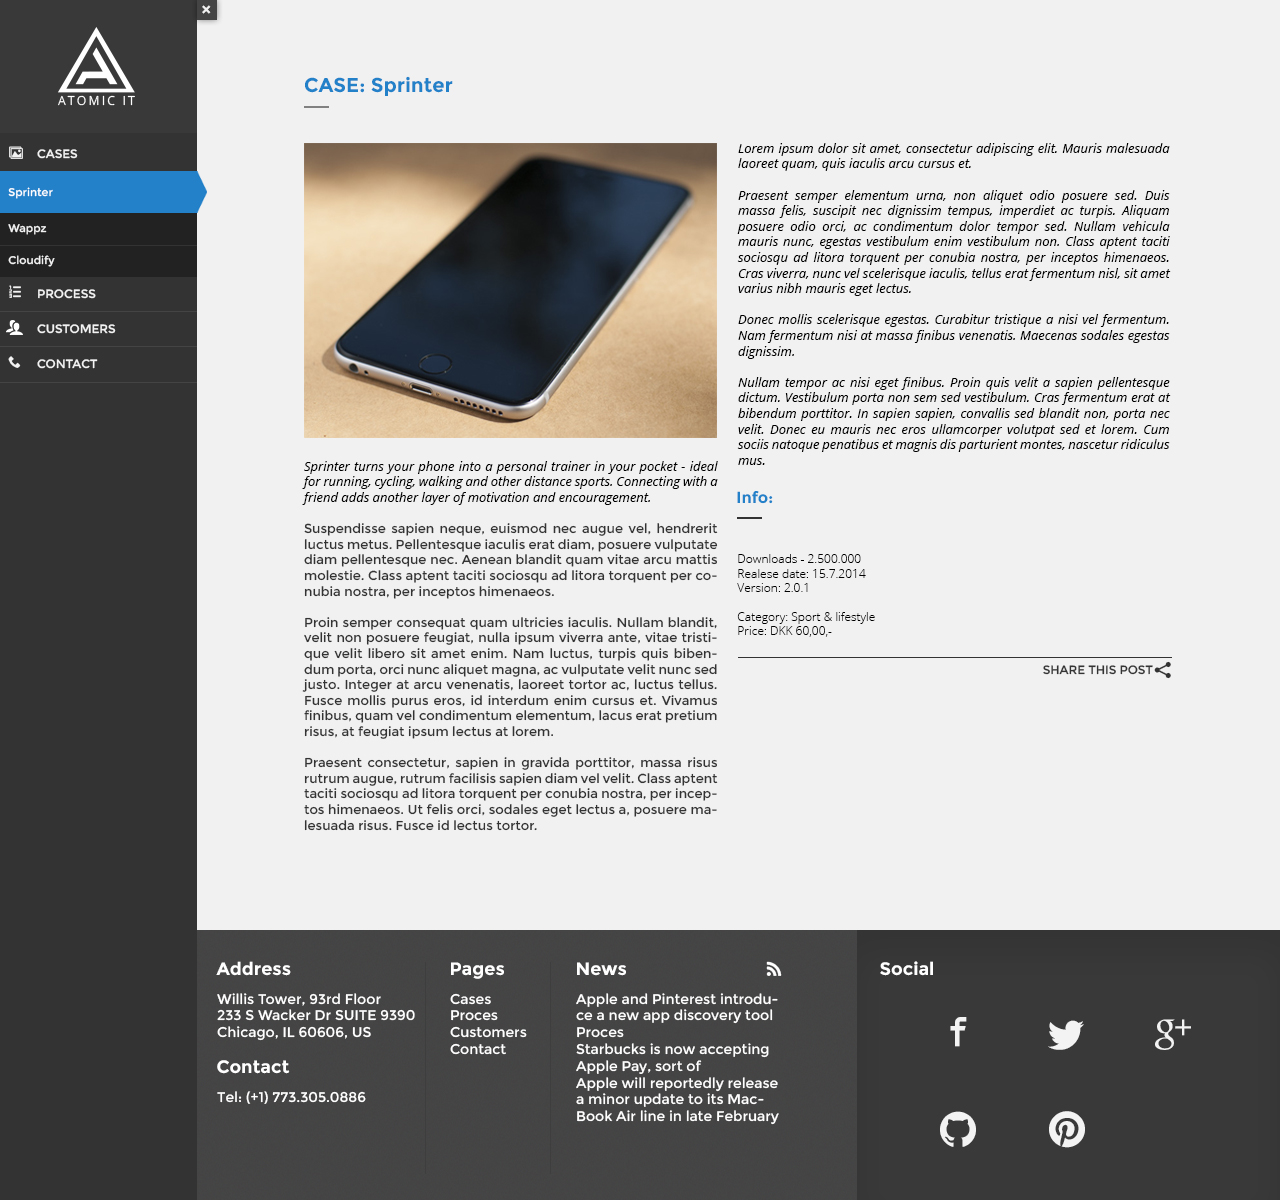 ATOMIC IT
CASES
Sprinter
Wappz
Cloudify
PROCESS
CUSTOMERS
CONTACT
CASE: Sprinter
Sprinter turns your phone into a personal trainer in your pocket - ideal
for running, cycling, walking and other distance sports. Connecting with a
friend adds another layer of motivation and encouragement.
Suspendisse sapien neque, euismod nec augue vel, hendrerit
luctus metus. Pellentesque iaculis erat diam, posuere vulputate
diam pellentesque nec. Aenean blandit quam vitae arcu mattis
molestie. Class aptent taciti sociosqu ad litora torquent per co-
nubia nostra, per inceptos himenaeos.
Proin semper consequat quam ultricies iaculis. Nullam blandit,
velit non posuere feugiat, nulla ipsum viverra ante, vitae tristi-
que velit libero sit amet enim. Nam luctus, turpis quis biben-
dum porta, orci nunc aliquet magna, ac vulputate velit nunc sed
justo. Integer at arcu venenatis, laoreet tortor ac, luctus tellus.
Fusce mollis purus eros, id interdum enim cursus et. Vivamus
finibus, quam vel condimentum elementum, lacus erat pretium
risus, at feugiat ipsum lectus at lorem.
Praesent consectetur, sapien in gravida porttitor, massa risus
rutrum augue, rutrum facilisis sapien diam vel velit. Class aptent
taciti sociosqu ad litora torquent per conubia nostra, per incep-
tos himenaeos. Ut felis orci, sodales eget lectus a, posuere ma-
lesuada risus. Fusce id lectus tortor.
Lorem ipsum dolor sit amet, consectetur adipiscing elit. Mauris malesuada
laoreet quam, quis iaculis arcu cursus et.
Praesent semper elementum urna, non aliquet odio posuere sed. Duis
massa felis, suscipit nec dignissim tempus, imperdiet ac turpis. Aliquam
posuere odio orci, ac condimentum dolor tempor sed. Nullam vehicula
mauris nunc, egestas vestibulum enim vestibulum non. Class aptent taciti
sociosqu ad litora torquent per conubia nostra, per inceptos himenaeos.
Cras viverra, nunc vel scelerisque iaculis, tellus erat fermentum nisl, sit amet
varius nibh mauris eget lectus.
Donec mollis scelerisque egestas. Curabitur tristique a nisi vel fermentum.
Nam fermentum nisi at massa finibus venenatis. Maecenas sodales egestas
dignissim.
Nullam tempor ac nisi eget finibus. Proin quis velit a sapien pellentesque
dictum. Vestibulum porta non sem sed vestibulum. Cras fermentum erat at
bibendum porttitor. In sapien sapien, convallis sed blandit non, porta nec
velit. Donec eu mauris nec eros ullamcorper volutpat sed et lorem. Cum
sociis natoque penatibus et magnis dis parturient montes, nascetur ridiculus
mus.
Info:
Downloads - 2.500.000
Realese date: 15.7.2014
Version: 2.0.1
Category: Sport & lifestyle
Price: DKK 60,00,-
SHARE THIS POST
Address
Willis Tower, 93rd Floor
233 S Wacker Dr SUITE 9390
Chicago, IL 60606, US
Contact
Tel: (+1) 773.305.0886
Pages
Cases
Proces
Customers
Contact
News
Apple and Pinterest introdu-
ce a new app discovery tool
Proces
Starbucks is now accepting
Apple Pay, sort of
Apple will reportedly release
a minor update to its Mac-
Book Air line in late February
Social